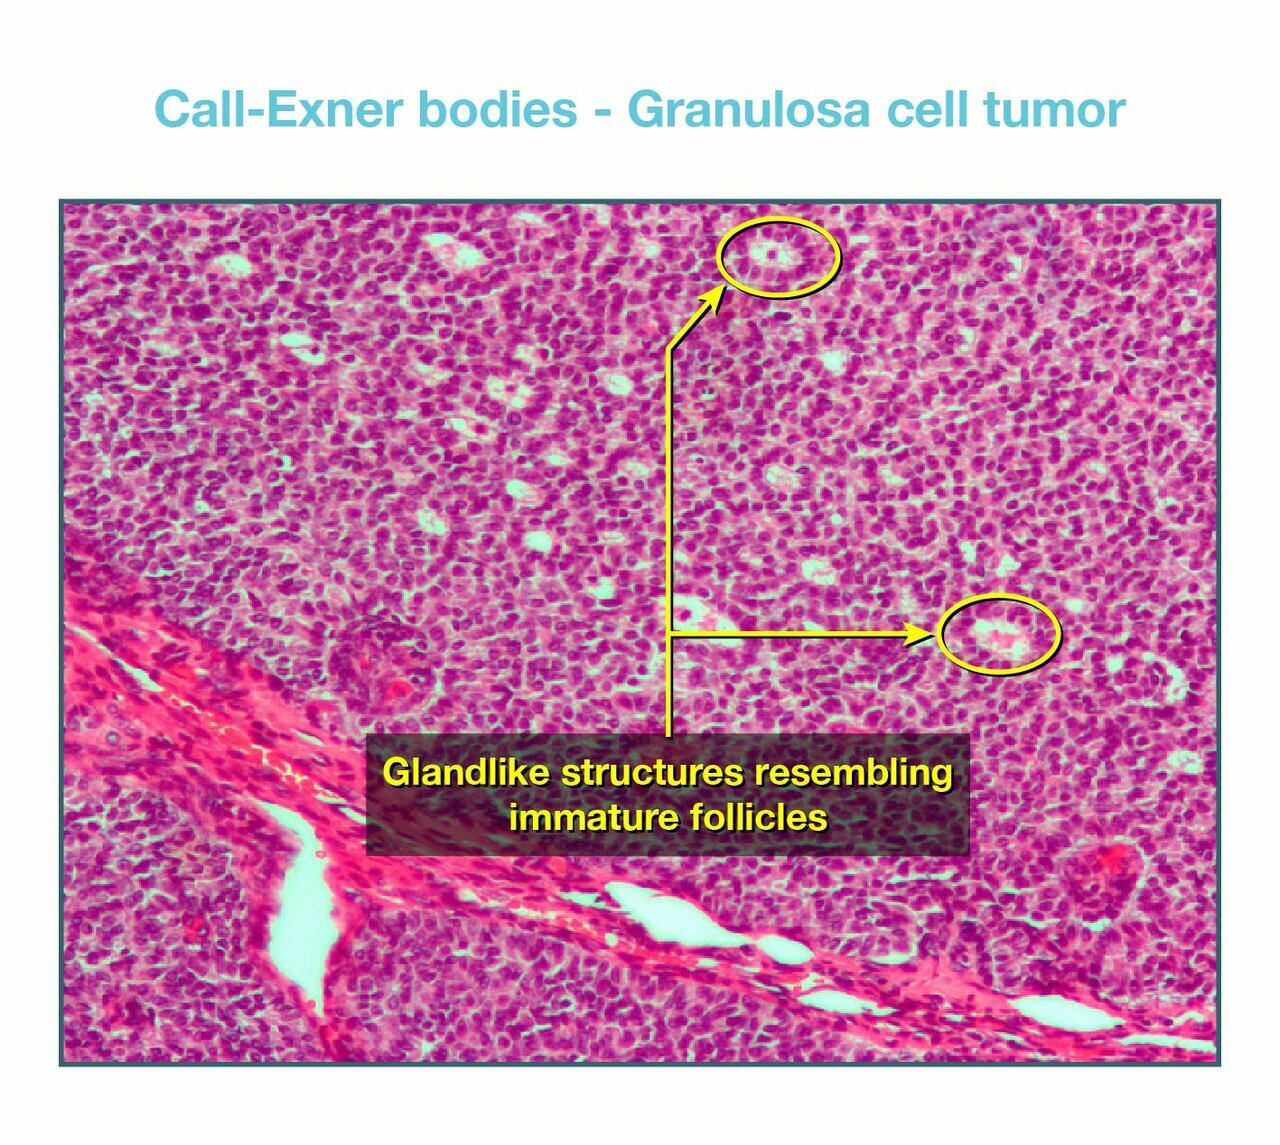 Call-Exner bodies - Granulosa cell tumor
Glandlike structures resembling
immature follicles